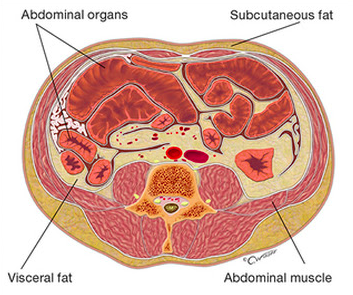 Abdominal organs
Subcutaneous fat
Visceral fat
Abdominal muscle